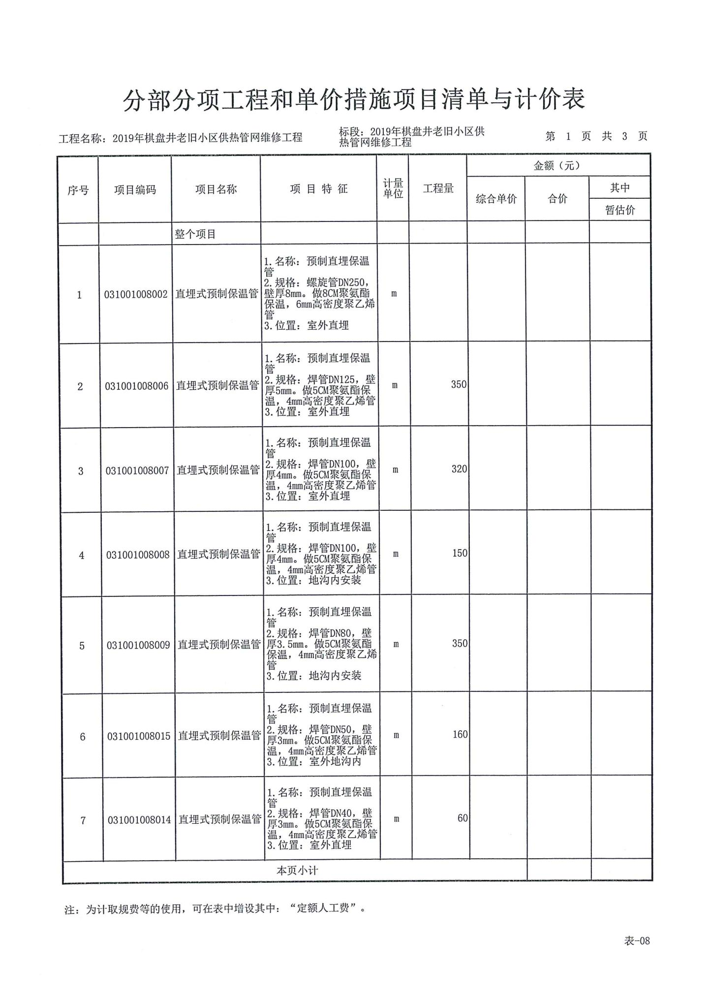 分部分项工程和单价措施项目清单与计价表
工程名称：2019年棋盘井老旧小区供热管网维修工程
标段：2019年棋盘井老旧小区供
热管网维修工程
第 1 页 共 3 页
序号
项目编码
项目名称
项 目 特 征
计量
单位
工程量
金额（元）
综合单价
合价
其中
暂估价
整个项目
1
031001008002
直埋式预制保温管
1.名称：预制直埋保温
管
2.规格：螺旋管DN250，
壁厚8mm。做8CM聚氨酯
保温，6mm高密度聚乙烯
管
3.位置：室外直埋
m
2
031001008006
直埋式预制保温管
1.名称：预制直埋保温
管
2.规格：焊管DN125，壁
厚5mm。做5CM聚氨酯保
温，4mm高密度聚乙烯管
3.位置：室外直埋
m
350
3
031001008007
直埋式预制保温管
1.名称：预制直埋保温
管
2.规格：焊管DN100，壁
厚4mm。做5CM聚氨酯保
温，4mm高密度聚乙烯管
3.位置：室外直埋
m
320
4
031001008008
直埋式预制保温管
1.名称：预制直埋保温
管
2.规格：焊管DN100，壁
厚4mm。做5CM聚氨酯保
温，4mm高密度聚乙烯管
3.位置：地沟内安装
m
150
5
031001008009
直埋式预制保温管
1.名称：预制直埋保温
管
2.规格：焊管DN80，壁
厚3.5mm。做5CM聚氨酯
保温，4mm高密度聚乙烯
管
3.位置：地沟内安装
m
350
6
031001008015
直埋式预制保温管
1.名称：预制直埋保温
管
2.规格：焊管DN50，壁
厚3mm。做5CM聚氨酯保
温，4mm高密度聚乙烯管
3.位置：室外地沟内
m
160
7
031001008014
直埋式预制保温管
1.名称：预制直埋保温
管
2.规格：焊管DN40，壁
厚3mm。做5CM聚氨酯保
温，4mm高密度聚乙烯管
3.位置：室外直埋
m
60
本页小计
注：为计取规费等的使用，可在表中增设其中：“定额人工费”。
表-08